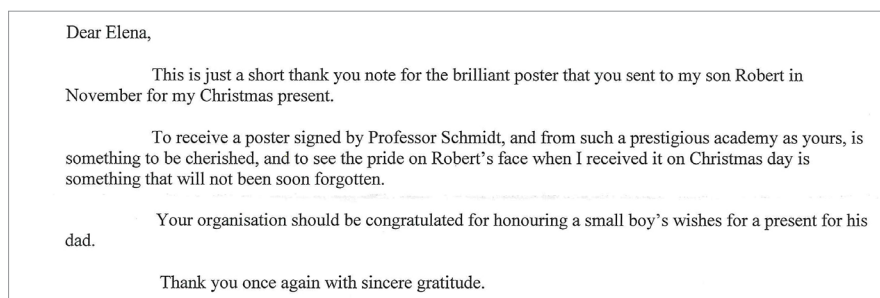 Dear Elena,
This is just a short thank you note for the brilliant poster that you sent to my son Robert in
November for my Christmas present.
To receive a poster signed by Professor Schmidt, and from such a prestigious academy as yours, is
something to be cherished, and to see the pride on Robert’s face when I received it on Christmas day is
something that will not been soon forgotten.
Your organisation should be congratulated for honouring a small boy’s wishes for a present for his
dad.
Thank you once again with sincere gratitude.